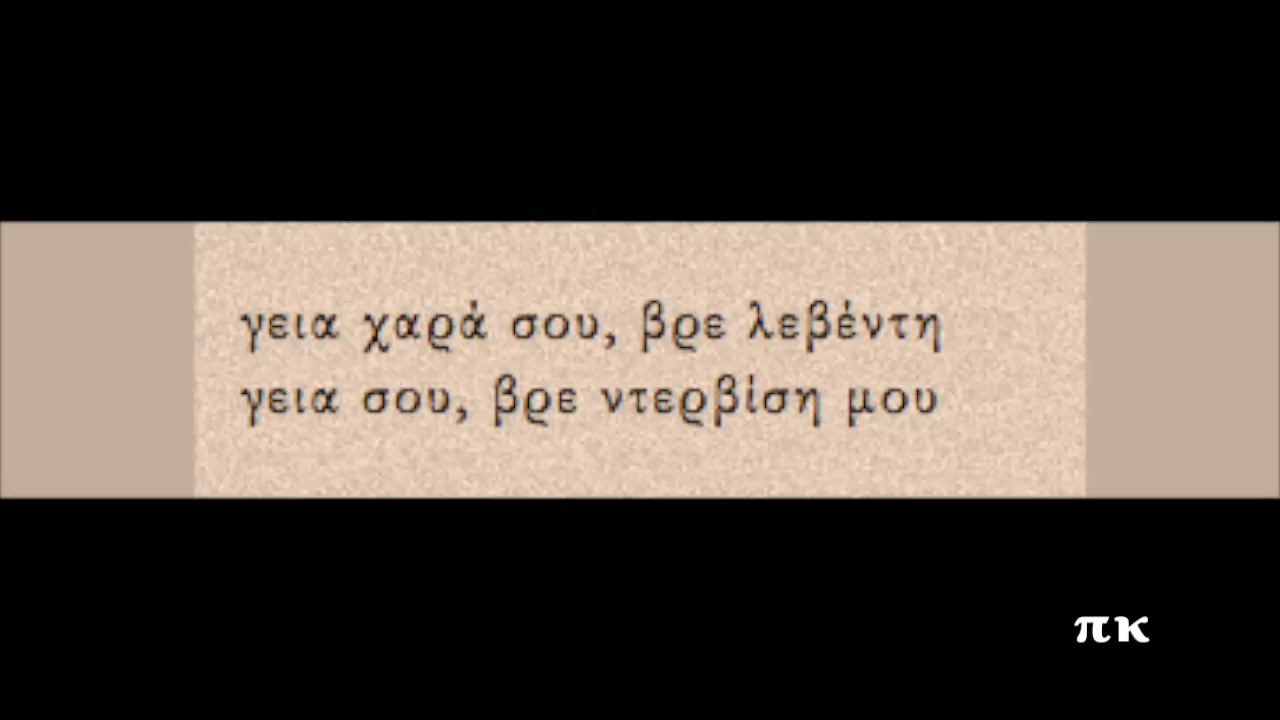 γεια χαρά σου, βρε λεβέντη
γεια σου, βρε ντερβίση μου
πκ